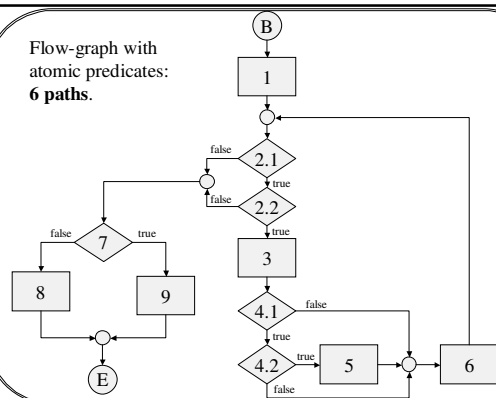 B
Flow-graph with
atomic predicates:
6 paths.
1
false
2.1
true
false
2.2
true
false
7
true
3
8
9
4.1
false
true
4.2
true
5
6
false
E